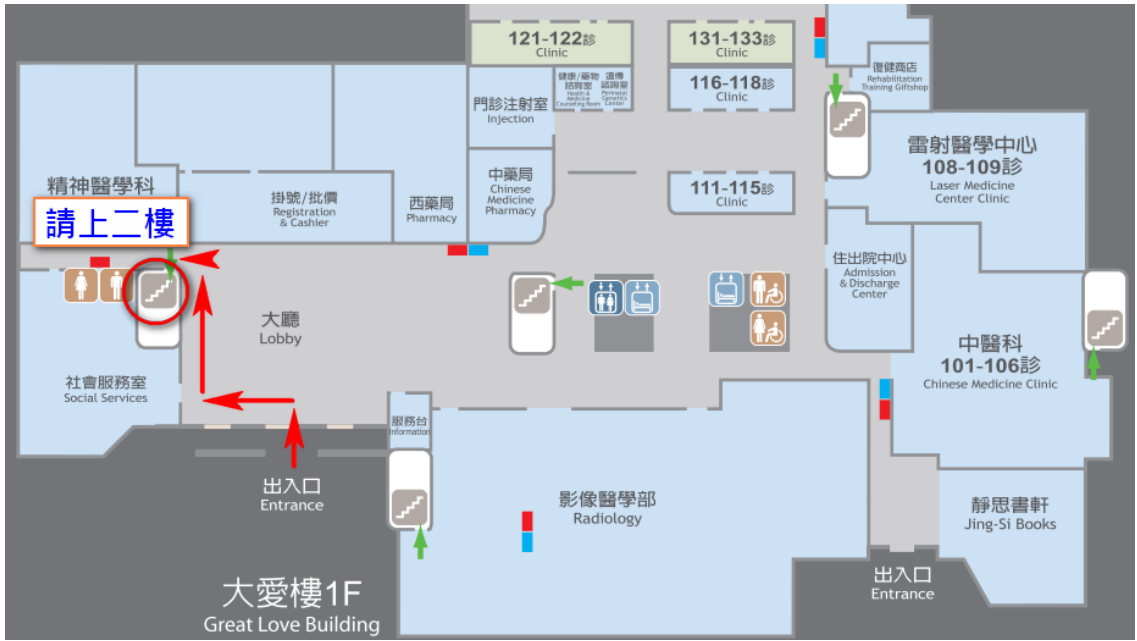 121-122診
Clinic
131-133診
Clinic
健康/藥物
諮詢室
Health &
Medicine
Counseling Room
遺傳
諮詢室
Perinatal
Genetics
Center
116-118診
Clinic
復健商店
Rehabilitation
Training Giftshop
門診注射室
Injection
雷射醫學中心
108-109診
Laser Medicine
Center Clinic
精神醫學科
請上二樓
掛號/批價
Registration
& Cashier
西藥局
Pharmacy
中藥局
Chinese
Medicine
Pharmacy
111-115診
Clinic
住出院中心
Admission
& Discharge
Center
大廳
Lobby
中醫科
101-106診
Chinese Medicine Clinic
社會服務室
Social Services
服務台
Information
出入口
Entrance
影像醫學部
Radiology
靜思書軒
Jing-Si Books
出入口
Entrance
大愛樓1F
Great Love Building